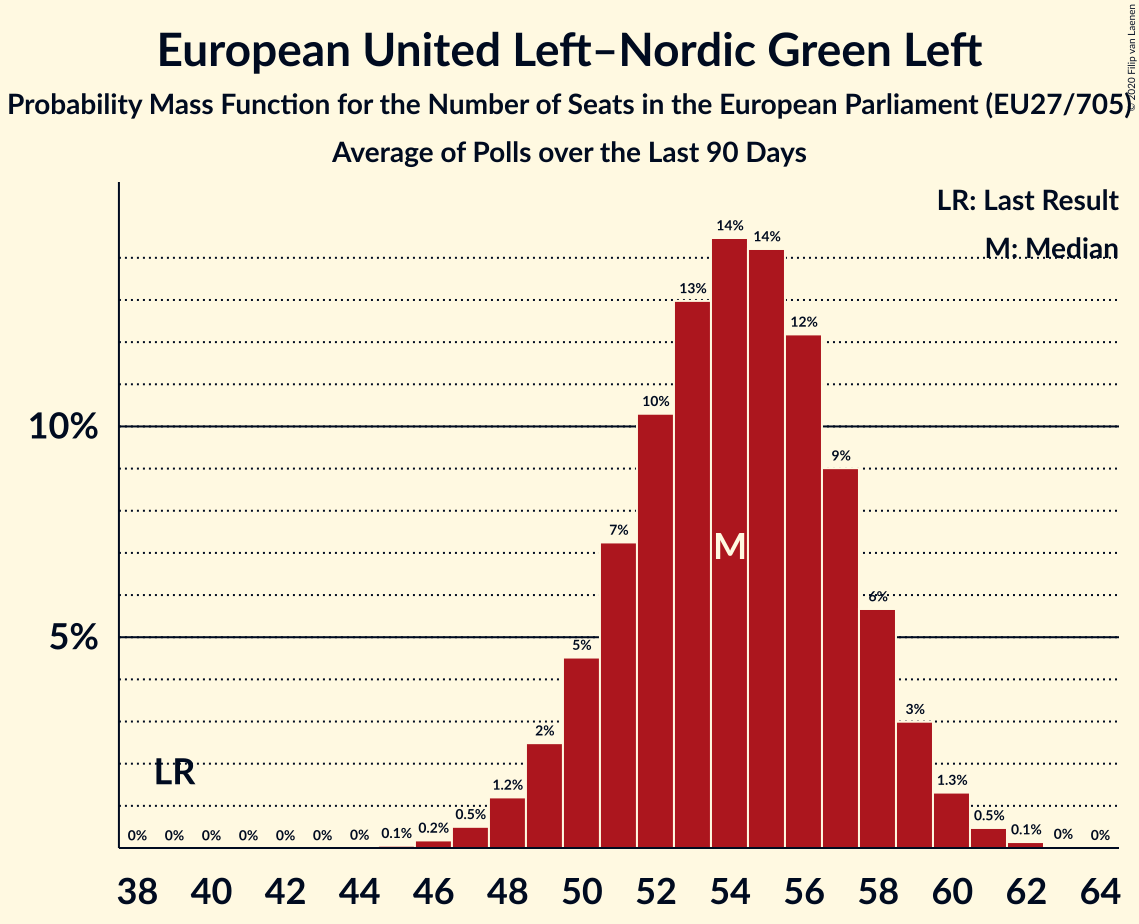 European United Left–Nordic Green Left
Probability Mass Function for the Number of Seats in the European Parliament (EU27/705)
Average of Polls over the Last 90 Days
© 2020 Filip van Laenen
LR: Last Result
M: Median
10%
5%
LR
M
0% 0% 0% 0% 0% 0% 0% 0.1% 0.2% 0.5% 1.2% 2% 5% 7% 10% 13% 14% 14% 12% 9% 6% 3% 1.3% 0.5% 0.1% 0% 0%
38 40 42 44 46 48 50 52 54 56 58 60 62 64